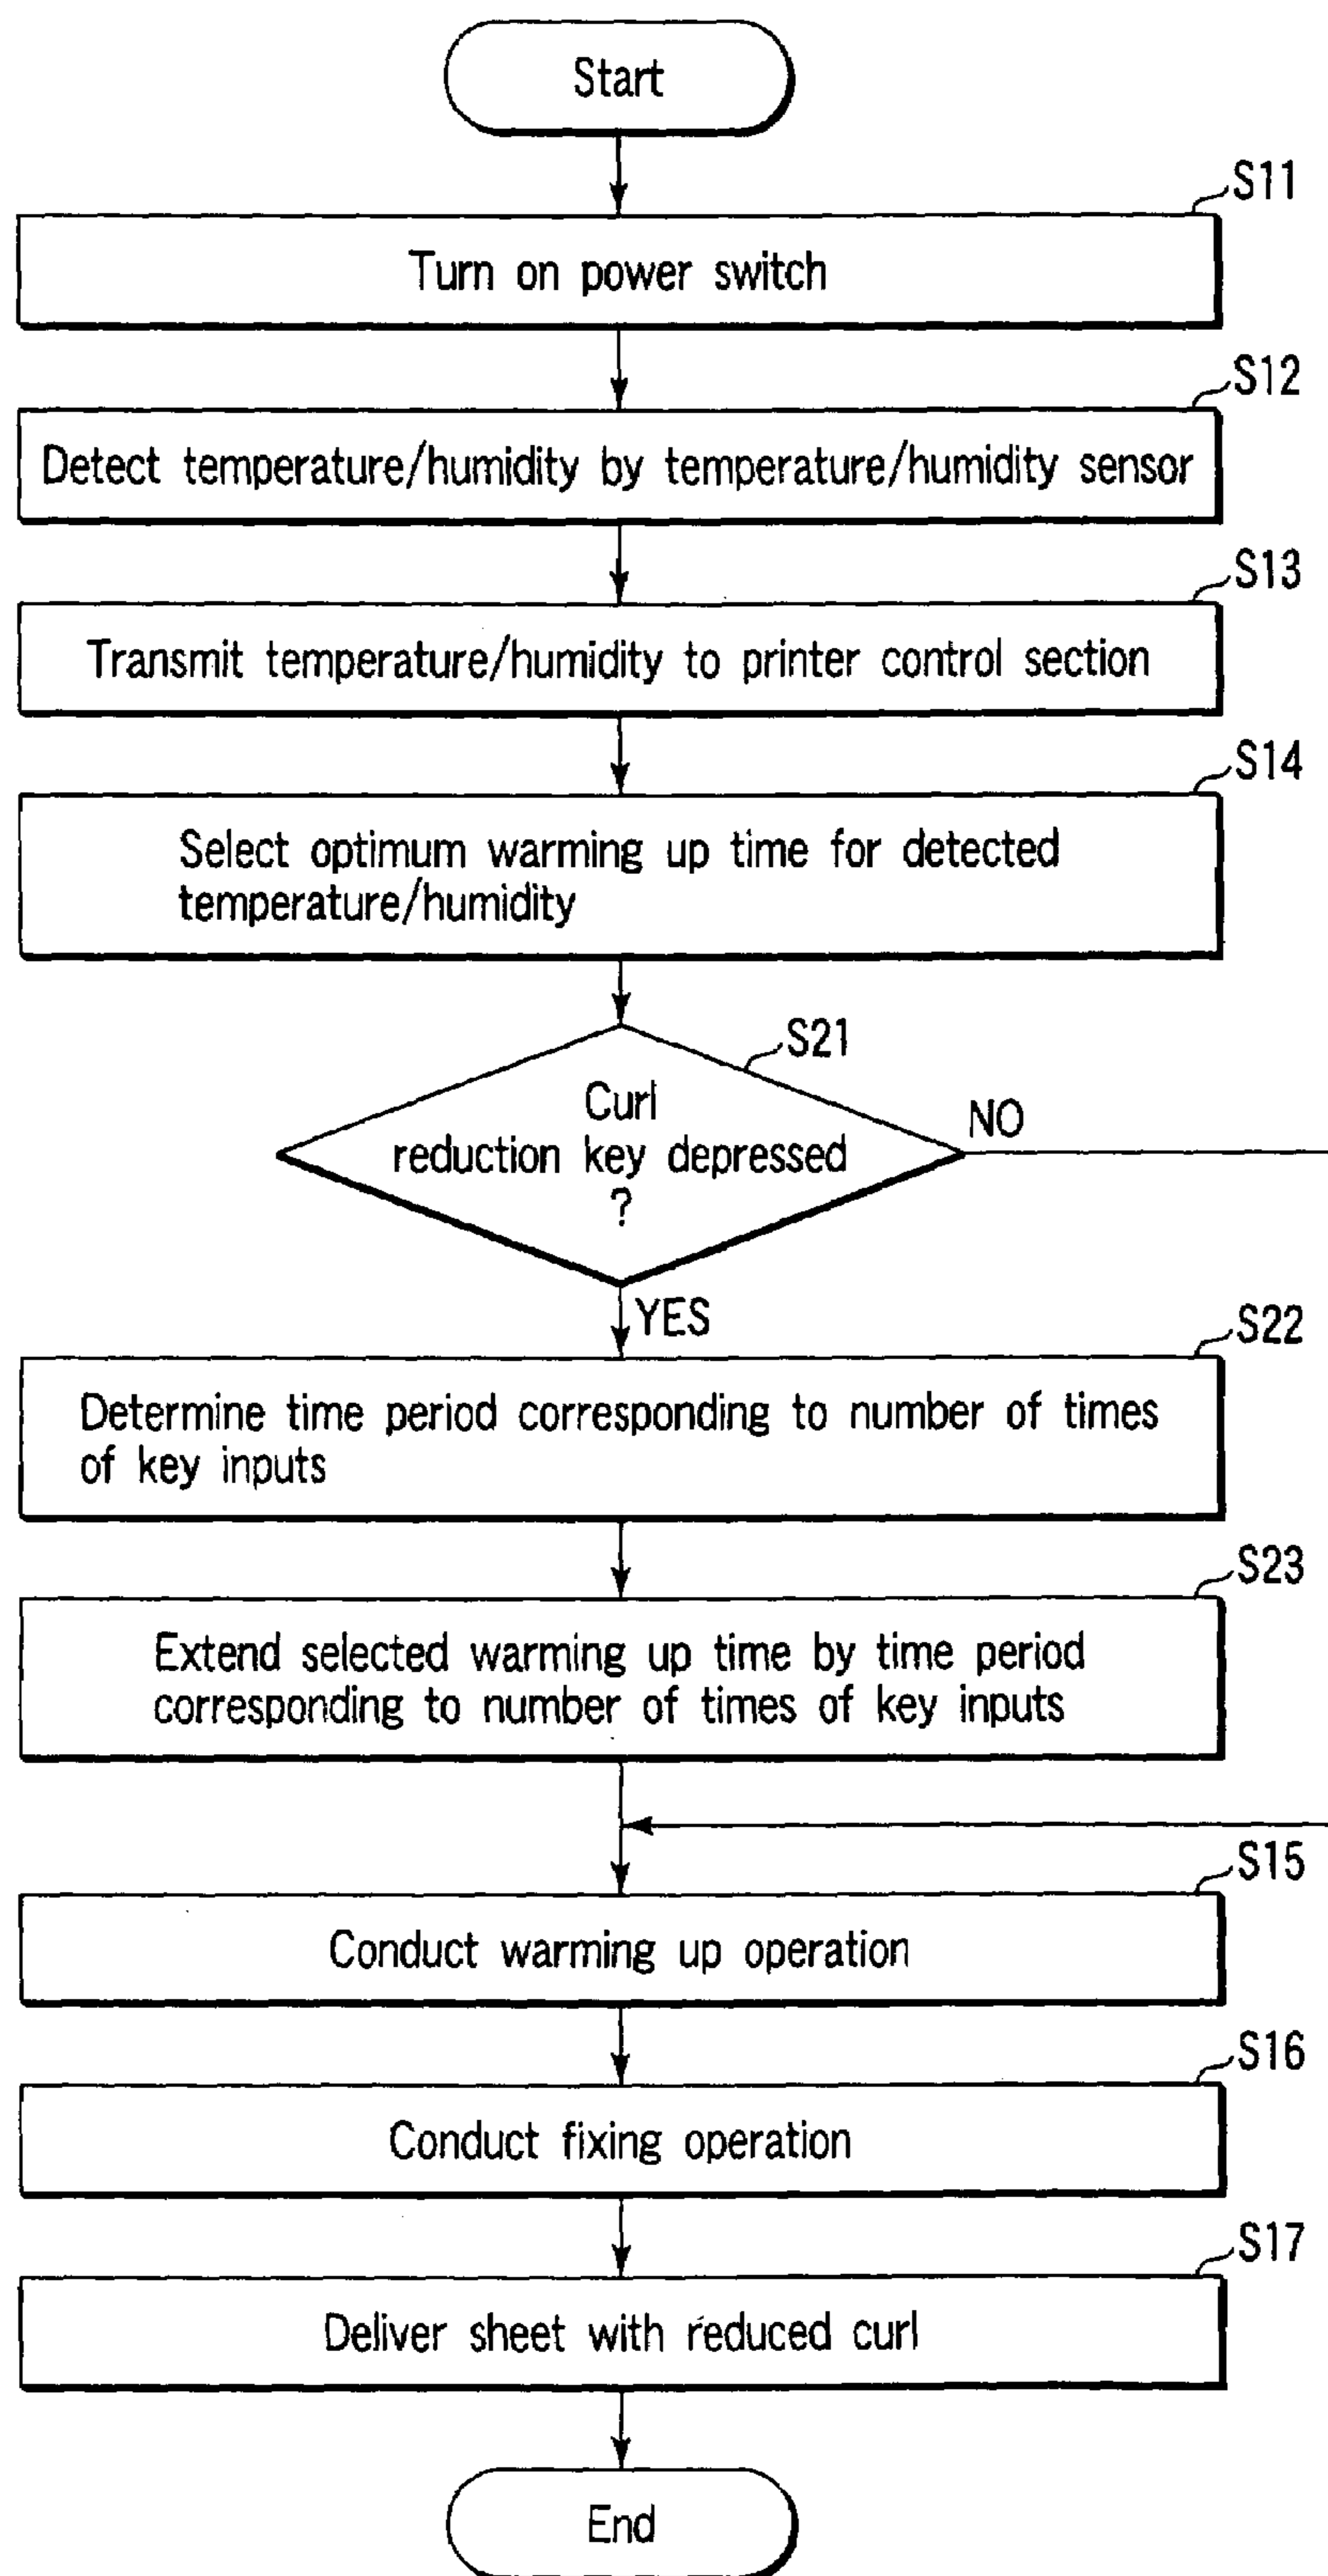 Start
S11
Turn on power switch
S12
Detect temperature/humidity by temperature/humidity sensor
S13
Transmit temperature/humidity to printer control section
S14
Select optimum warming up time for detected
temperature/humidity
S21
Curl
reduction key depressed
?
NO
YES
S22
Determine time period corresponding to number of times
of key inputs
S23
Extend selected warming up time by time period
corresponding to number of times of key inputs
S15
Conduct warming up operation
S16
Conduct fixing operation
S17
Deliver sheet with reduced curl
End